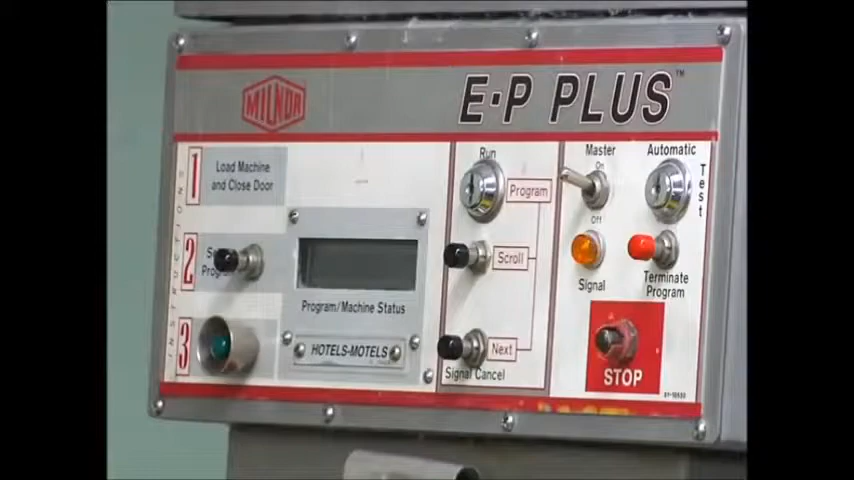 MILNOR
E·P PLUS™
INSTRUCTIONS
1
Load Machine
and Close Door
2
Program
3
Program/Machine Status
HOTELS-MOTELS
Run
Program
Scroll
Next
Signal Cancel
Master
On
Off
Signal
Automatic
Test
Terminate
Program
STOP